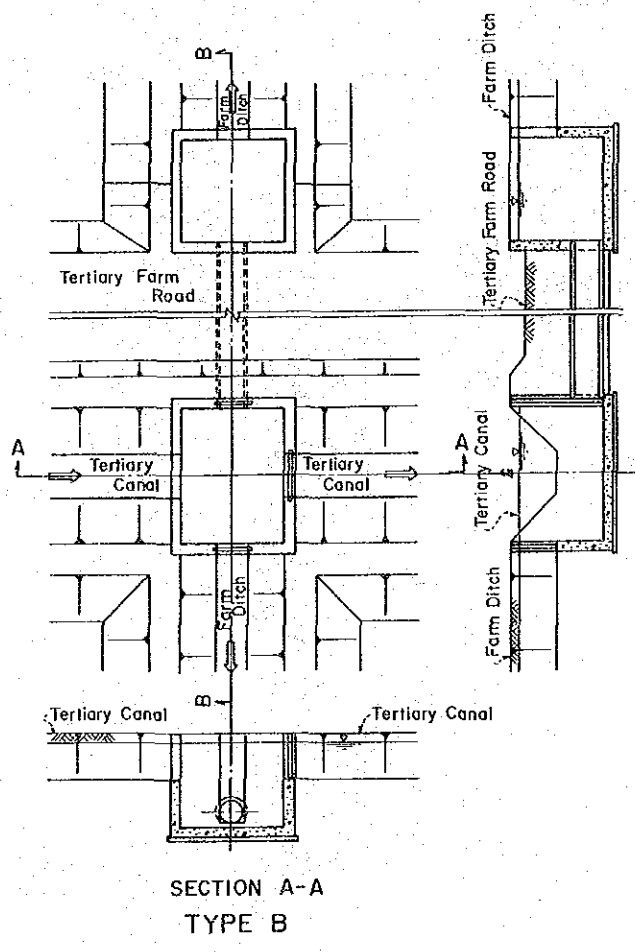 B
Farm
Ditch
Tertiary Farm
Road
A
Tertiary
Canal
Tertiary
Canal
Farm
Ditch
B
Farm Ditch
Tertiary Farm Road
A
Tertiary Canal
Farm Ditch
Tertiary Canal
Tertiary Canal
SECTION A-A
TYPE B